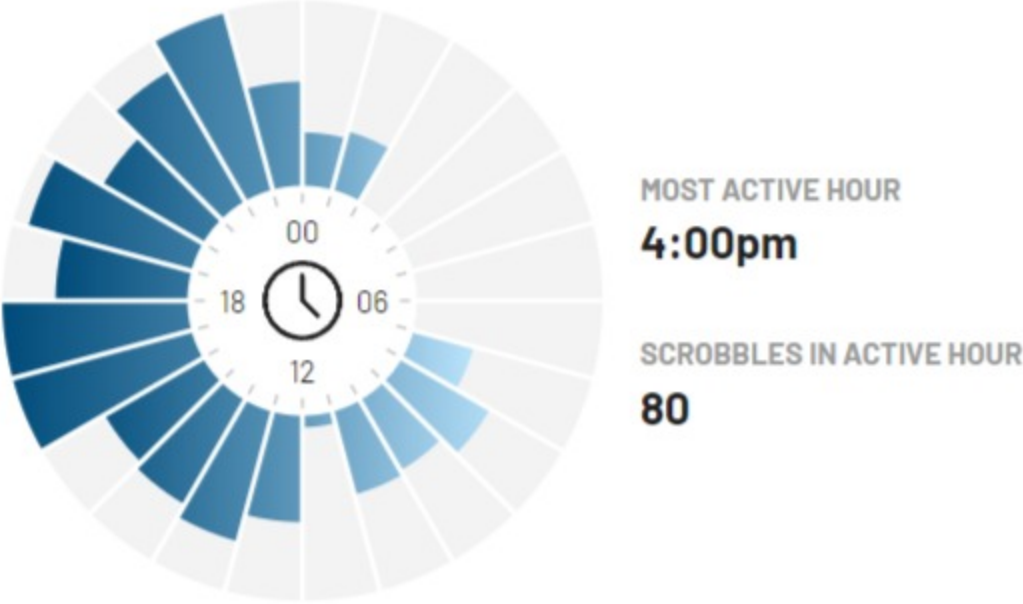 00
18
06
12
MOST ACTIVE HOUR
4:00pm
SCROBBLES IN ACTIVE HOUR
80